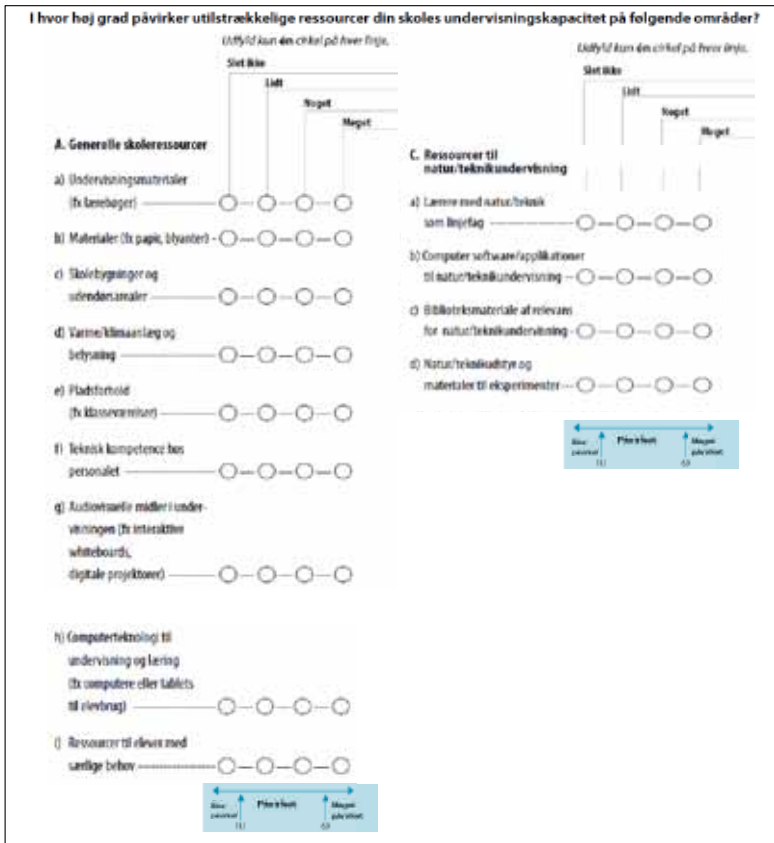 I hvor høj grad påvirker utilstrækkelige ressourcer din skoles undervisningskapacitet på følgende områder?
Udfyld kun én cirkel på hver linje.
Slet ikke
Lidt
Noget
Meget
A. Generelle skoleressourcer
a) Undervisningsmaterialer
(fx lærebøger)
b) Materialer (fx papir, blyanter)
c) Skolebygninger og
udendørsarealer
d) Varme/klimaanlæg og
belysning
e) Pladsforhold
(fx klasseværelser)
f) Teknisk kompetence hos
personalet
g) Audiovisuelle midler i under-
visningen (fx interaktive
whiteboards,
digitale projektorer)
h) Computerteknologi til
undervisning og læring
(fx computere eller tablets
til elevbrug)
i) Ressourcer til elever med
særlige behov
Påvirket
Meget
påvirket
Udfyld kun én cirkel på hver linje.
Slet ikke
Lidt
Noget
Meget
C. Ressourcer til
natur/teknikundervisning
a) Lærere med natur/teknik
som linjefag
b) Computer software/applikationer
til natur/teknikundervisning
c) Biblioteksmateriale af relevans
for natur/teknikundervisning
d) Natur/teknikudstyr og
materialer til eksperimenter
Påvirket
Meget
påvirket